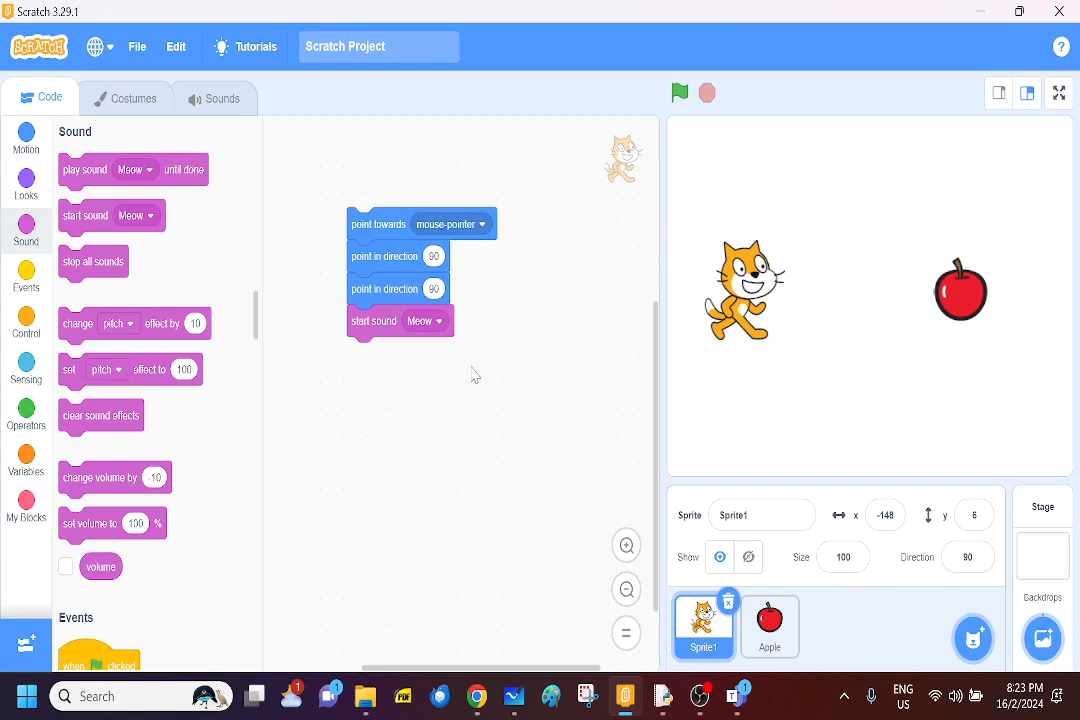 Scratch 3.29.1
SCRATCH
File
Edit
Tutorials
Scratch Project
?
Code
Costumes
Sounds
Motion
Looks
Sound
Events
Control
Sensing
Operators
Variables
My Blocks
Sound
play sound Meow until done
start sound Meow
stop all sounds
change pitch effect by 10
set pitch effect to 100
clear sound effects
change volume by -10
set volume to 100 %
volume
Events
when clicked
point towards mouse-pointer
point in direction 90
point in direction 90
start sound Meow
Sprite
Sprite1
x
-148
y
6
Show
Size
100
Direction
90
Sprite1
Apple
Stage
Backdrops
Search
1
1
PDF
1
ENG
US
8:23 PM
16/2/2024